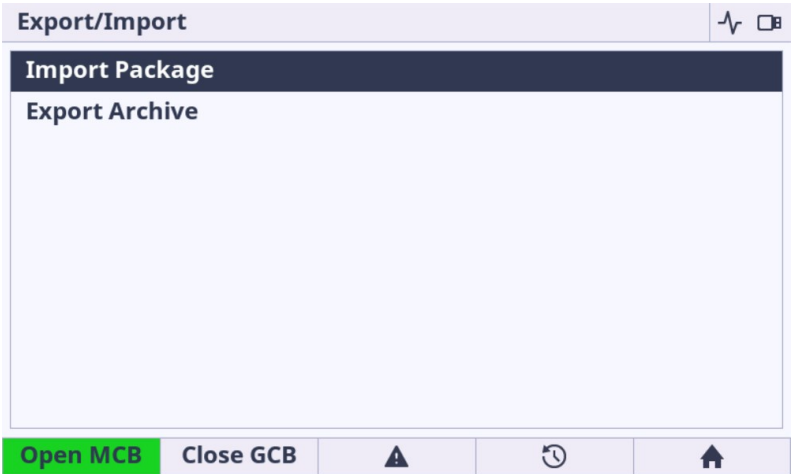 Export/Import
Import Package
Export Archive
Open MCB
Close GCB